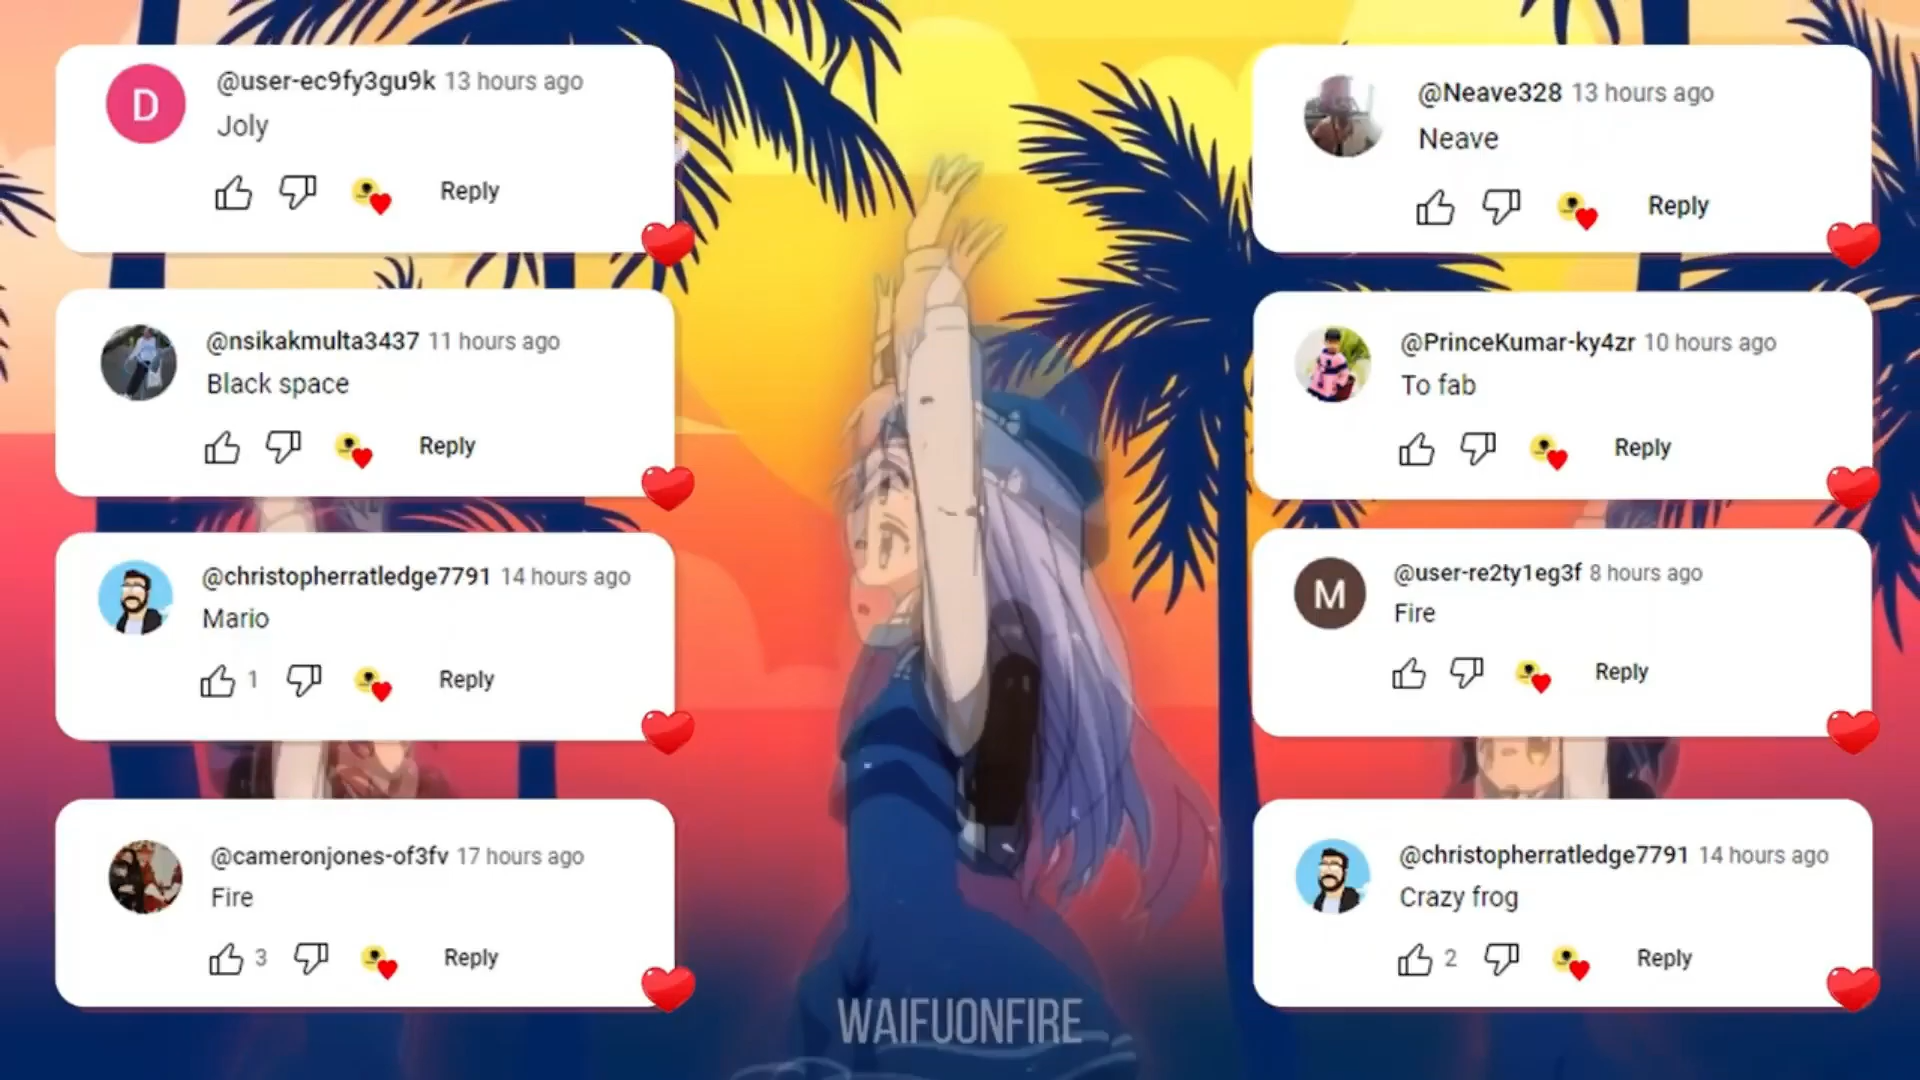 D
@user-ec9fy3gu9k 13 hours ago
Joly
Reply
@nsikakmulta3437 11 hours ago
Black space
Reply
@christopherratledge7791 14 hours ago
Mario
1
Reply
@cameronjones-of3fv 17 hours ago
Fire
3
Reply
@Neave328 13 hours ago
Neave
Reply
@PrinceKumar-ky4zr 10 hours ago
To fab
Reply
M
@user-re2ty1eg3f 8 hours ago
Fire
Reply
@christopherratledge7791 14 hours ago
Crazy frog
2
Reply
WAIFUONFIRE